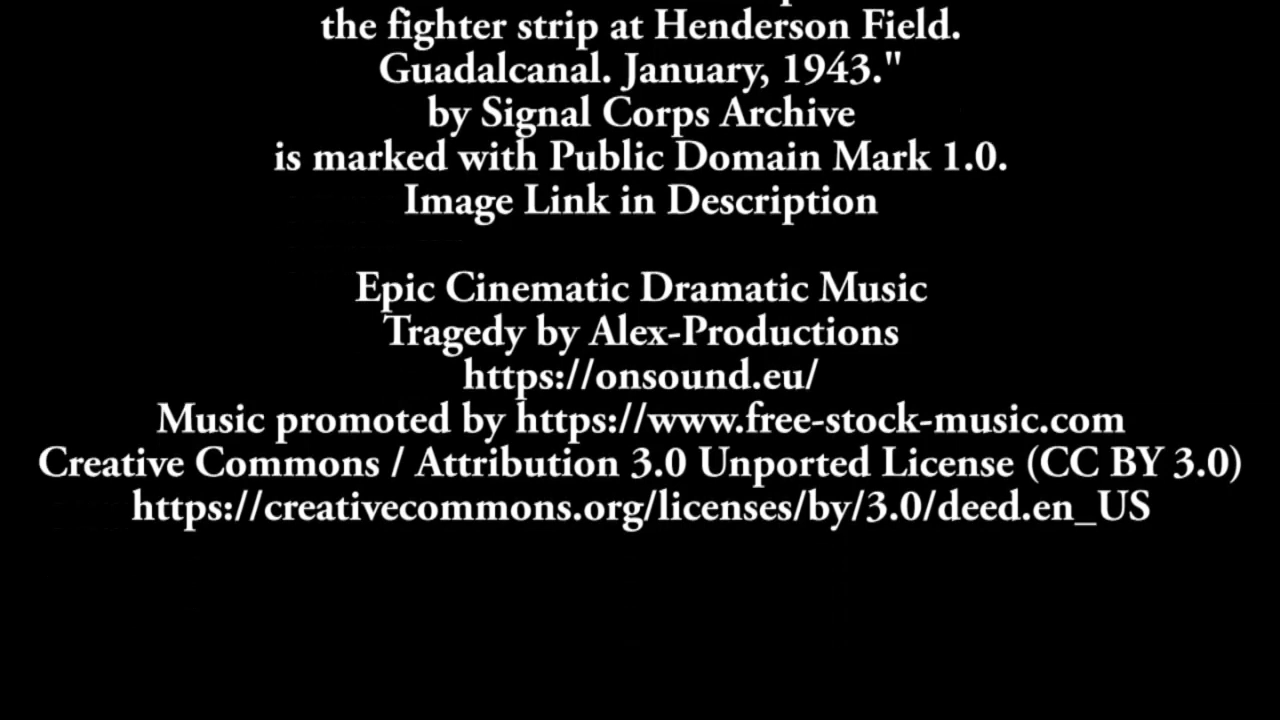 the fighter strip at Henderson Field.
Guadalcanal. January, 1943."
by Signal Corps Archive
is marked with Public Domain Mark 1.0.
Image Link in Description
Epic Cinematic Dramatic Music
Tragedy by Alex-Productions
https://onsound.eu/
Music promoted by https://www.free-stock-music.com
Creative Commons / Attribution 3.0 Unported License (CC BY 3.0)
https://creativecommons.org/licenses/by/3.0/deed.en_US